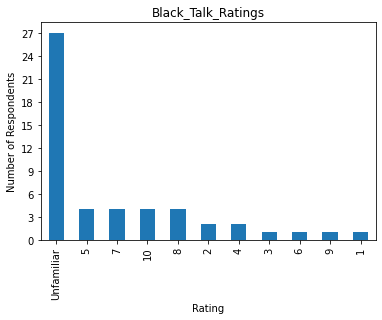 Black_Talk_Ratings
Number of Respondents
27
24
21
18
15
12
9
6
3
0
Unfamiliar 5 7 10 8 2 4 3 6 9 1
Rating